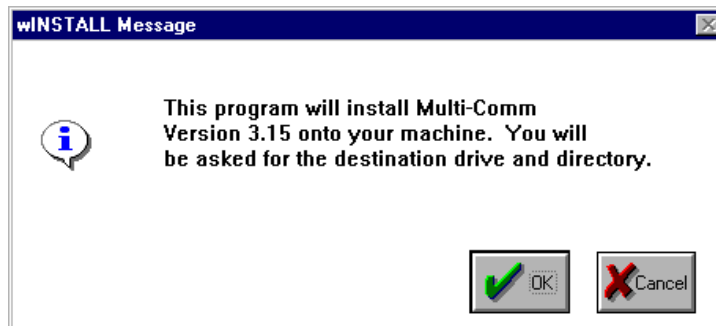 wINSTALL Message
This program will install Multi-Comm
Version 3.15 onto your machine.  You will
be asked for the destination drive and directory.
OK
Cancel